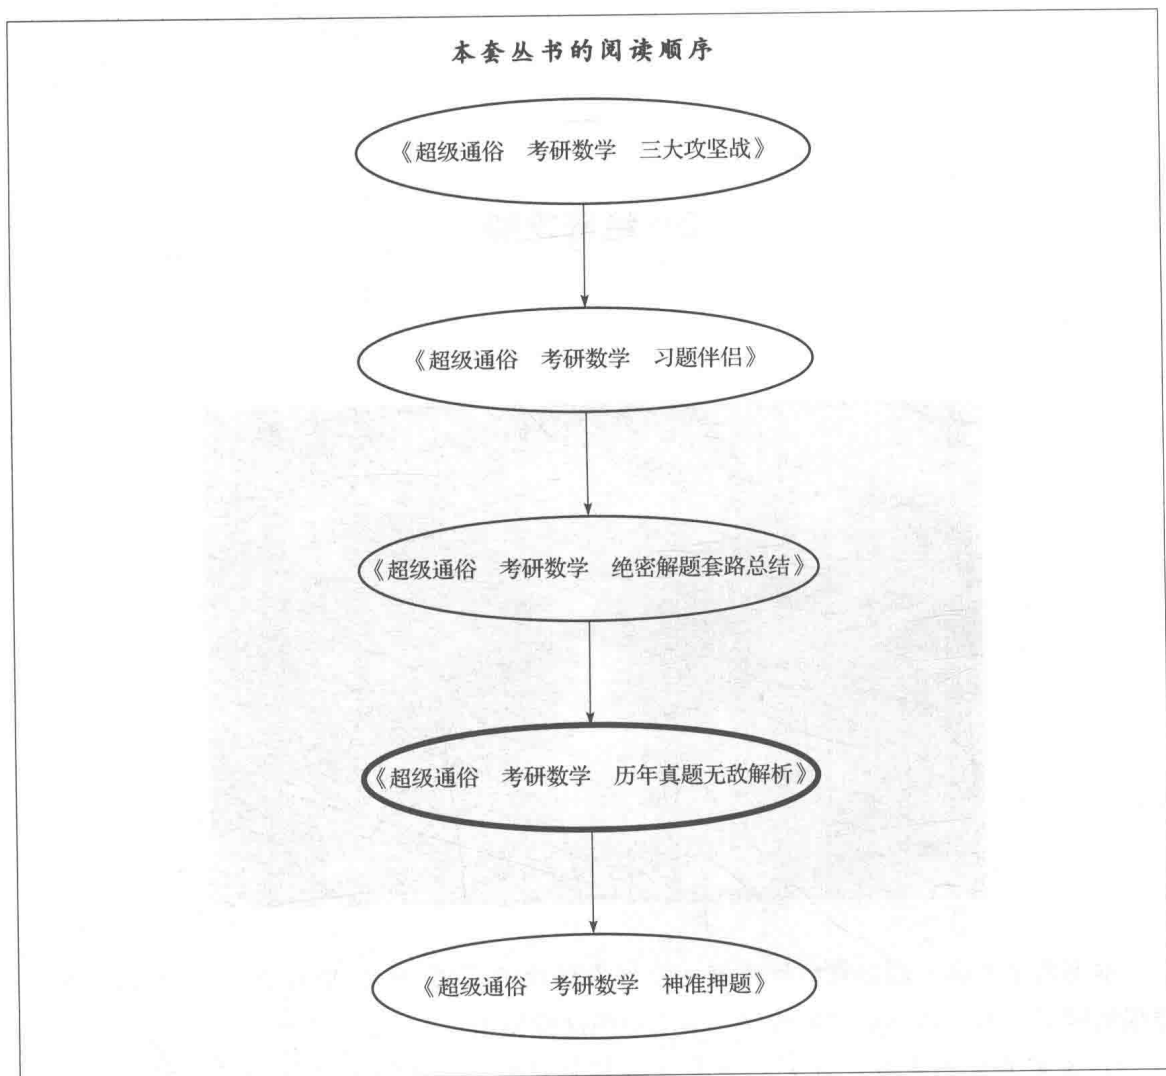 本套丛书的阅读顺序
《超级通俗　考研数学　三大攻坚战》
《超级通俗　考研数学　习题伴侣》
《超级通俗　考研数学　绝密解题套路总结》
《超级通俗　考研数学　历年真题无敌解析》
《超级通俗　考研数学　神准押题》